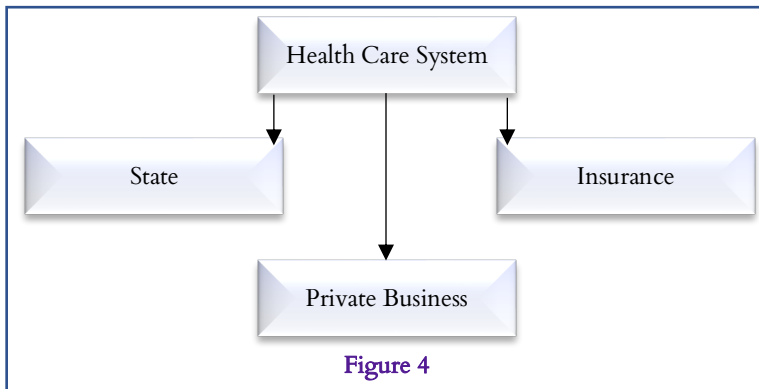 Health Care System
State
Insurance
Private Business
Figure 4